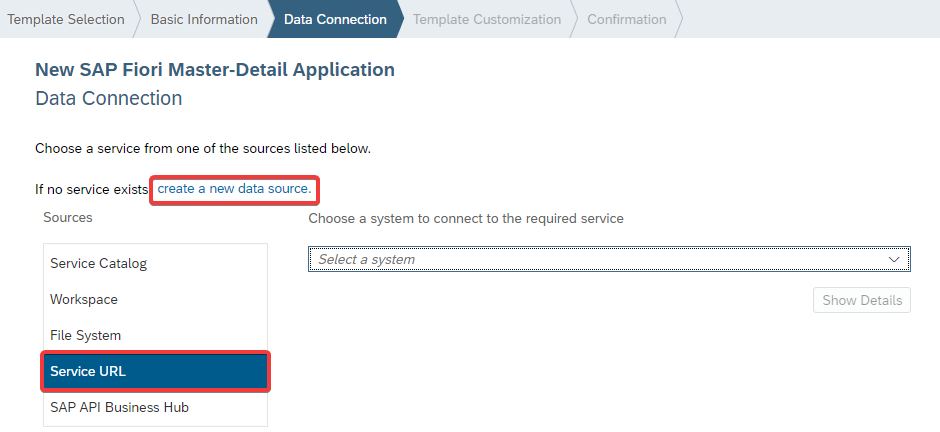 Template Selection Basic Information Data Connection Template Customization Confirmation
New SAP Fiori Master-Detail Application
Data Connection
Choose a service from one of the sources listed below.
If no service exists create a new data source.
Sources
Choose a system to connect to the required service
Service Catalog
Select a system
Workspace
Show Details
File System
Service URL
SAP API Business Hub